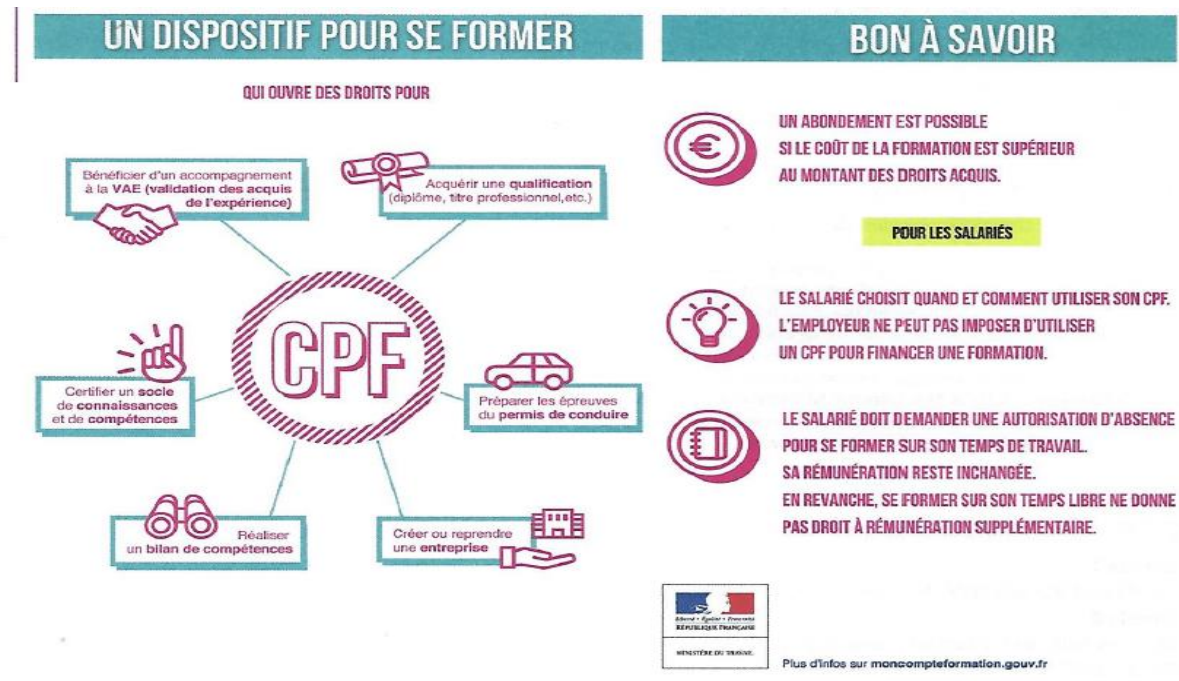 UN DISPOSITIF POUR SE FORMER
QUI OUVRE DES DROITS POUR
Bénéficier d'un accompagnement
à la VAE (validation des acquis
de l'expérience)
Acquérir une qualification
(diplôme, titre professionnel,etc.)
CPF
Certifier un socle
de connaissances
et de compétences
Préparer les épreuves
du permis de conduire
Réaliser
un bilan de compétences
Créer ou reprendre
une entreprise
BON À SAVOIR
€
UN ABONDEMENT EST POSSIBLE
SI LE COÛT DE LA FORMATION EST SUPÉRIEUR
AU MONTANT DES DROITS ACQUIS.
POUR LES SALARIÉS
LE SALARIÉ CHOISIT QUAND ET COMMENT UTILISER SON CPF.
L'EMPLOYEUR NE PEUT PAS IMPOSER D'UTILISER
UN CPF POUR FINANCER UNE FORMATION.
LE SALARIÉ DOIT DEMANDER UNE AUTORISATION D'ABSENCE
POUR SE FORMER SUR SON TEMPS DE TRAVAIL.
SA RÉMUNÉRATION RESTE INCHANGÉE.
EN REVANCHE, SE FORMER SUR SON TEMPS LIBRE NE DONNE
PAS DROIT À RÉMUNÉRATION SUPPLÉMENTAIRE.
Liberté • Égalité • Fraternité
RÉPUBLIQUE FRANÇAISE
MINISTÈRE DU TRAVAIL
Plus d'infos sur moncompteformation.gouv.fr